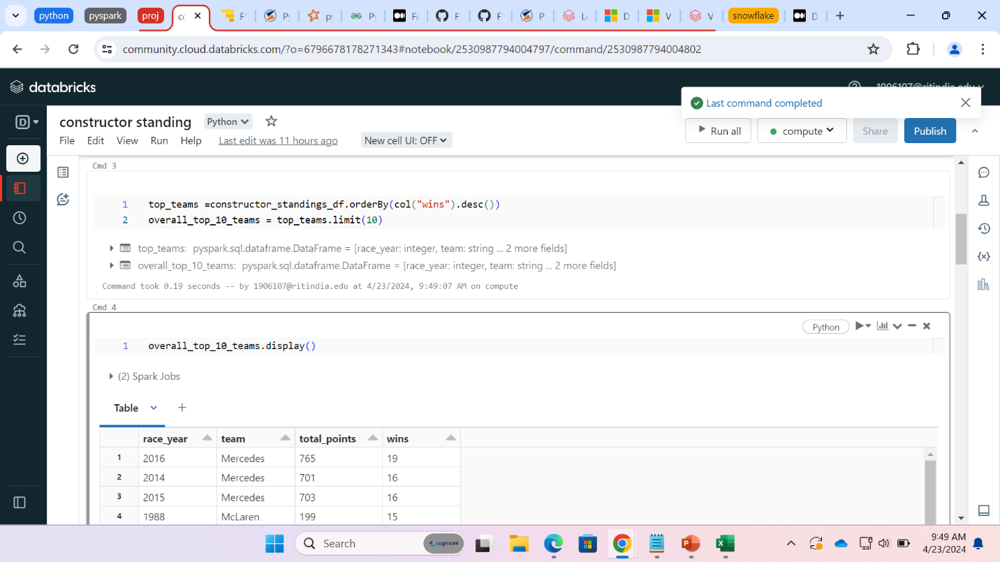 python
pyspark
proj
snowflake
community.cloud.databricks.com/?o=6796678178271343#notebook/2530987794004797/command/2530987794004802
databricks
1906107@ritindia.edu
Last command completed
D
constructor standing
Python
File Edit View Run Help Last edit was 11 hours ago New cell UI: OFF
Run all
compute
Share
Publish
Cmd 3
1 top_teams =constructor_standings_df.orderBy(col("wins").desc())
2 overall_top_10_teams = top_teams.limit(10)
top_teams: pyspark.sql.dataframe.DataFrame = [race_year: integer, team: string ... 2 more fields]
overall_top_10_teams: pyspark.sql.dataframe.DataFrame = [race_year: integer, team: string ... 2 more fields]
Command took 0.19 seconds -- by 1906107@ritindia.edu at 4/23/2024, 9:49:07 AM on compute
Cmd 4
Python
1 overall_top_10_teams.display()
(2) Spark Jobs
Table
race_year team total_points wins
1 2016 Mercedes 765 19
2 2014 Mercedes 701 16
3 2015 Mercedes 703 16
4 1988 McLaren 199 15
Search
cognizant
9:49 AM
4/23/2024